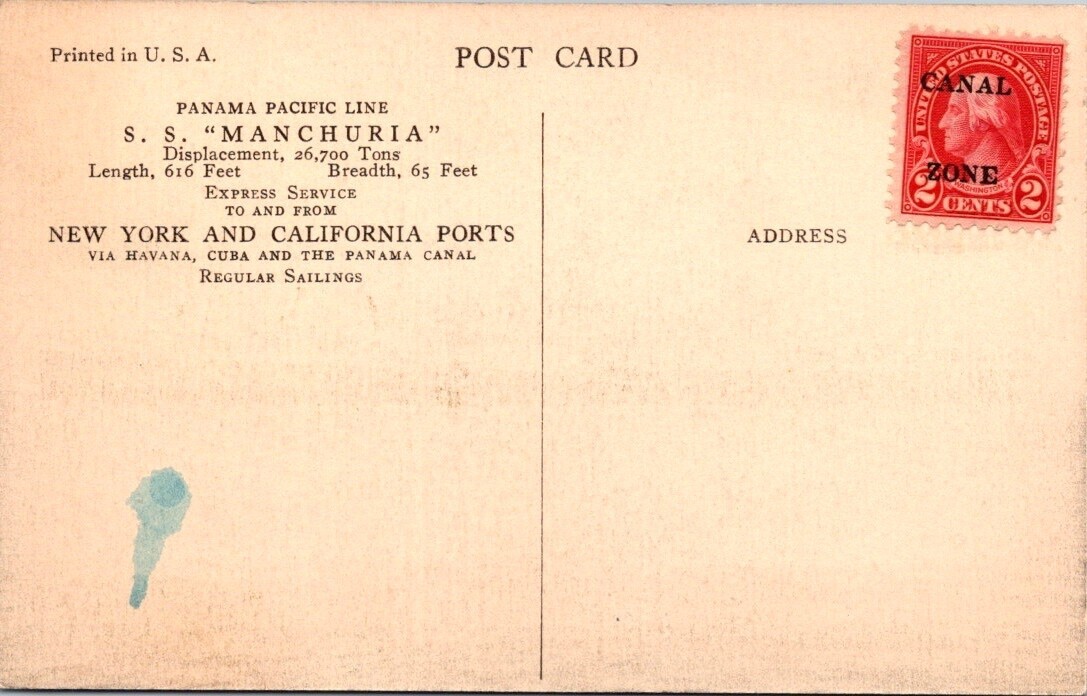 Printed in U. S. A.
POST CARD
PANAMA PACIFIC LINE
S. S. "MANCHURIA"
Displacement, 26,700 Tons
Length, 616 Feet Breadth, 65 Feet
EXPRESS SERVICE
TO AND FROM
NEW YORK AND CALIFORNIA PORTS
VIA HAVANA, CUBA AND THE PANAMA CANAL
REGULAR SAILINGS
UNITED STATES POSTAGE
CANAL
ZONE
WASHINGTON
2 CENTS 2
ADDRESS